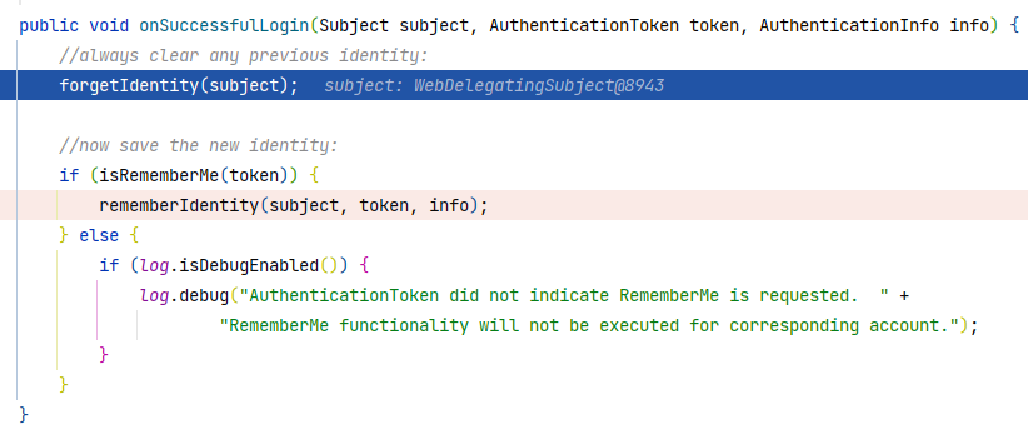 public void onSuccessfulLogin(Subject subject, AuthenticationToken token, AuthenticationInfo info) {
//always clear any previous identity:
forgetIdentity(subject);   subject: WebDelegatingSubject@8943
//now save the new identity:
if (isRememberMe(token)) {
rememberIdentity(subject, token, info);
} else {
if (log.isDebugEnabled()) {
log.debug("AuthenticationToken did not indicate RememberMe is requested.  " +
"RememberMe functionality will not be executed for corresponding account.");
}
}
}